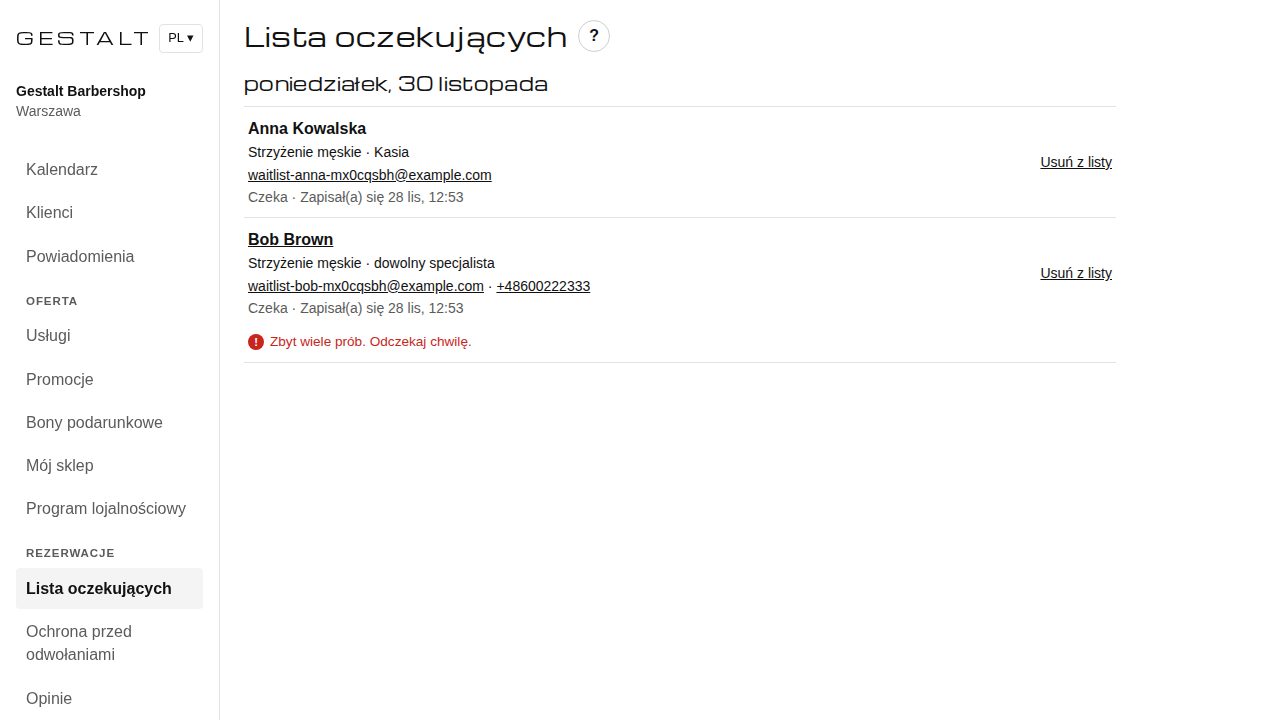 GESTALT
PL ▾
Gestalt Barbershop
Warszawa
Kalendarz
Klienci
Powiadomienia
OFERTA
Usługi
Promocje
Bony podarunkowe
Mój sklep
Program lojalnościowy
REZERWACJE
Lista oczekujących
Ochrona przed
odwołaniami
Opinie
Lista oczekujących ?
poniedziałek, 30 listopada
Anna Kowalska
Strzyżenie męskie · Kasia
waitlist-anna-mx0cqsbh@example.com
Czeka · Zapisał(a) się 28 lis, 12:53
Usuń z listy
Bob Brown
Strzyżenie męskie · dowolny specjalista
waitlist-bob-mx0cqsbh@example.com · +48600222333
Czeka · Zapisał(a) się 28 lis, 12:53
Usuń z listy
! Zbyt wiele prób. Odczekaj chwilę.